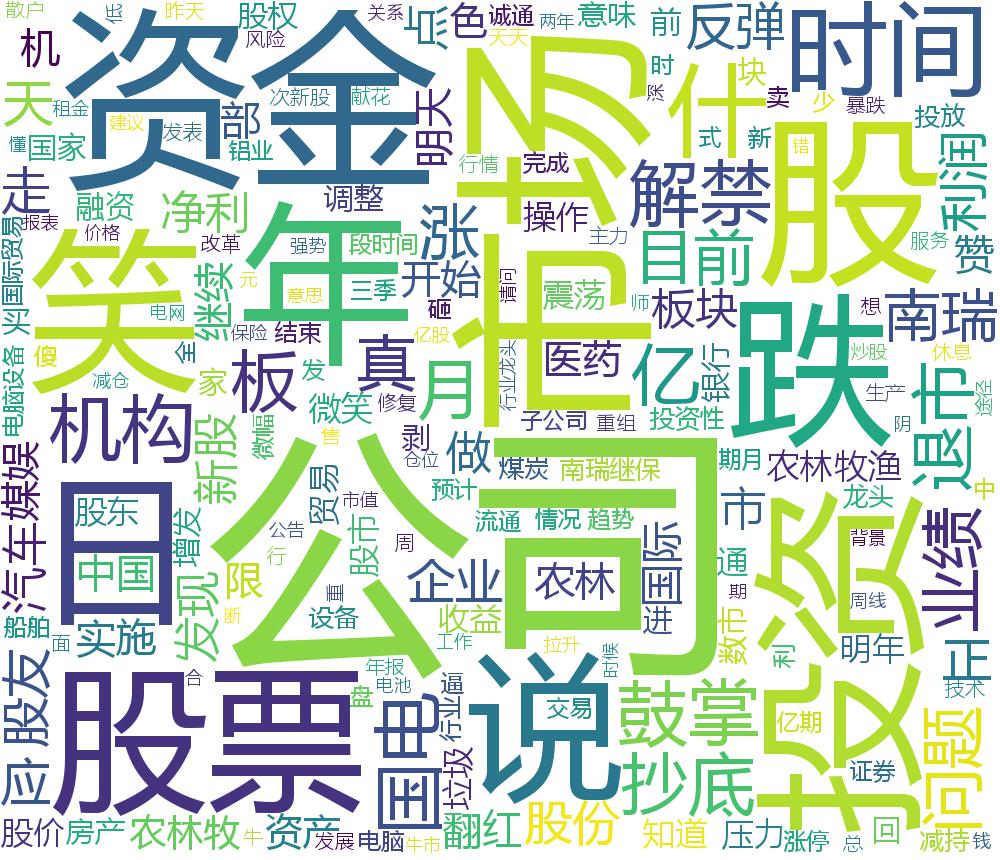 散户
低
昨天
股权
关系
点
色
诚通
两年
意味
前
反弹
时间
机
风险
天天
资金
市场
什
块
时
深
卖
少
暴跌
投放
天
租金
建议
发表
部
次新股
献花
明天
式
新
错
懂
国家
铝业
行情
完成
解禁
股
利润
走
融资
净利
调整
涨
操作
主力
目前
服务
赞
报表
价格
改革
强势
段时间
年
笑
国际贸易
继续
元
意思
三季
开始
砸
请问
震荡
师
板块
想
南瑞
电网
保险
结束
亿股
傻
全
减仓
家
板
发
真
月
行业龙头
医药
亿
银行
跌
炒股
休息
生产
退市
途径
电脑设备
机构
新股
微幅
微笑
修复
售
子公司
重组
投资性
阴
剥
仓位
做
煤炭
南瑞继保
期月
农林牧渔
中
汽车媒娱
日
股东
中国
增发
公司
贸易
市值
预计
流通
情况
趋势
市
龙头
背景
业绩
公告
行
股市
周
企业
农林
国际
通
投资
发现
限
重
设备
收益
进
期
周线
船舶
面
实施
断
工作
拉升
时候
数市
利
明年
正
技术
股友
合
年报
电池
盘
逼
股票
国电
行业
说
交易
鼓掌
亿期
问题
应
垃圾
抄底
证券
股价
房产
农林牧
牛
资产
发展
电脑
牛市
翻红
股份
知道
压力
涨停
总
回
减持
钱